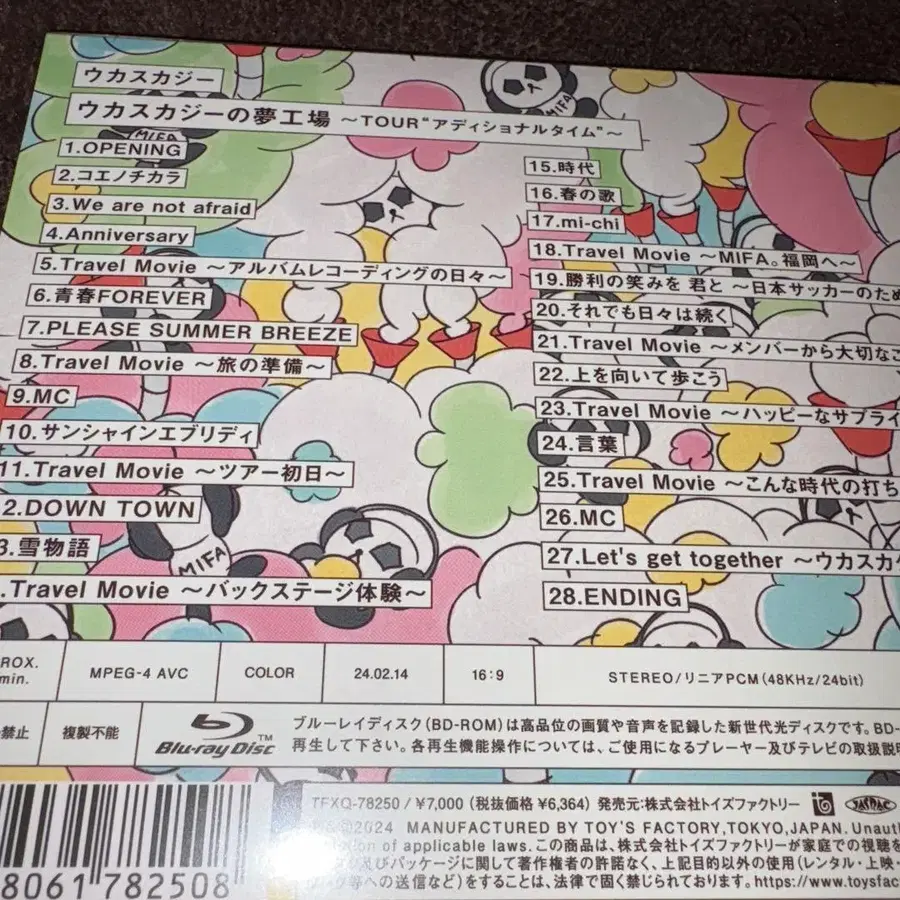 ウカスカジー
ウカスカジーの夢工場 ～TOUR“アディショナルタイム”～
1.OPENING
2.コエノチカラ
3.We are not afraid
4.Anniversary
5.Travel Movie ～アルバムレコーディングの日々～
6.青春FOREVER
7.PLEASE SUMMER BREEZE
8.Travel Movie ～旅の準備～
9.MC
10.サンシャインエブリディ
11.Travel Movie ～ツアー初日～
2.DOWN TOWN
3.雪物語
.Travel Movie ～バックステージ体験～
15.時代
16.春の歌
17.mi-chi
18.Travel Movie ～MIFA。福岡へ～
19.勝利の笑みを 君と ～日本サッカーのため
20.それでも日々は続く
21.Travel Movie ～メンバーから大切なこ
22.上を向いて歩こう
23.Travel Movie ～ハッピーなサプライ
24.言葉
25.Travel Movie ～こんな時代の打ち
26.MC
27.Let's get together ～ウカスカ
28.ENDING
MIFA
MIFA
MIFA
ROX.
min.
MPEG-4 AVC
COLOR
24.02.14
16:9
STEREO/リニアPCM(48KHz/24bit)
禁止
複製不能
Blu-ray Disc™
ブルーレイディスク(BD-ROM)は高品位の画質や音声を記録した新世代光ディスクです。BD-
再生して下さい。各再生機能操作については、ご使用になるプレーヤー及びテレビの取扱説明
TFXQ-78250 / ¥7,000 (税抜価格 ¥6,364) 発売元:株式会社トイズファクトリー
JASRAC
©2024 MANUFACTURED BY TOY'S FACTORY,TOKYO,JAPAN. Unaut
of applicable laws. この商品は、株式会社トイズファクトリーが家庭での視聴を
及びパッケージに関して著作権者の許諾なく、上記目的以外の使用(レンタル・上映・
等への送信など)をすることは、法律で固く禁じられております。https://www.toysfac
8061 782508